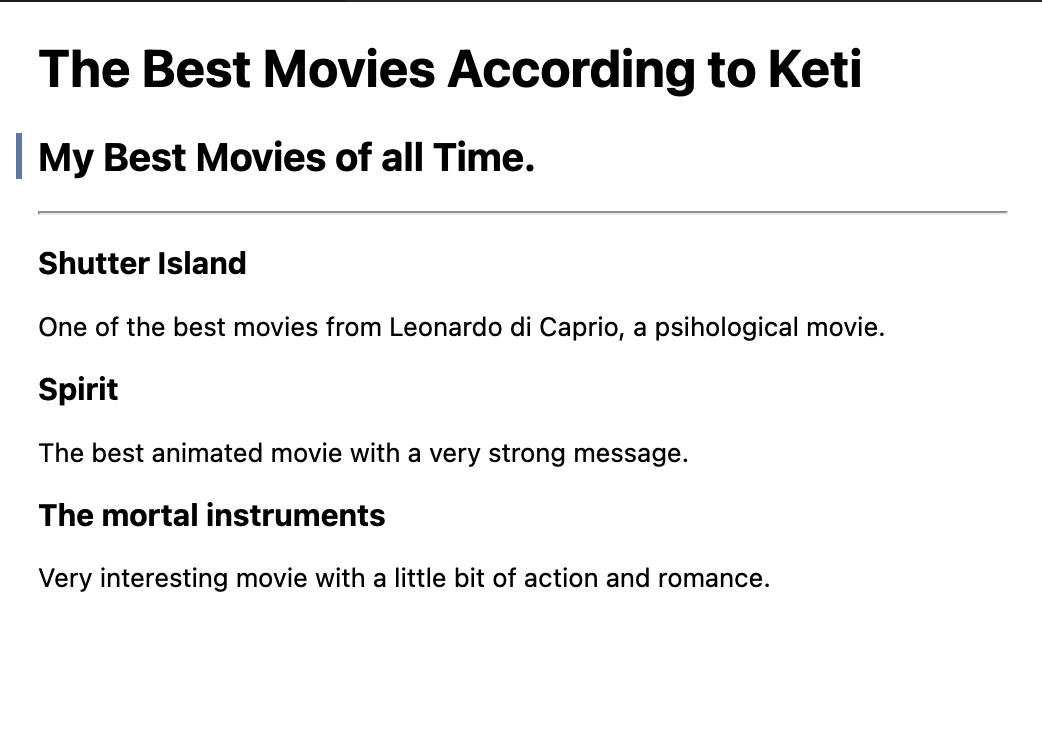 The Best Movies According to Keti
My Best Movies of all Time.
Shutter Island
One of the best movies from Leonardo di Caprio, a psihological movie.
Spirit
The best animated movie with a very strong message.
The mortal instruments
Very interesting movie with a little bit of action and romance.